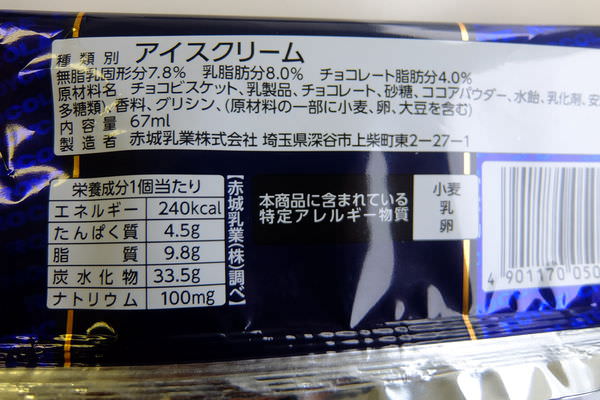 種類別 アイスクリーム
無脂乳固形分7.8% 乳脂肪分8.0% チョコレート脂肪分4.0%
原材料名 チョコビスケット、乳製品、チョコレート、砂糖、ココアパウダー、水飴、乳化剤、安
多糖類)、香料、グリシン、(原材料の一部に小麦、卵、大豆を含む)
内容量 67ml
製造者 赤城乳業株式会社 埼玉県深谷市上柴町東2-27-1
栄養成分1個当たり
エネルギー 240kcal
たんぱく質 4.5g
脂質 9.8g
炭水化物 33.5g
ナトリウム 100mg
【赤城乳業(株)調べ】
本商品に含まれている
特定アレルギー物質
小麦
乳
卵
4 901170 050